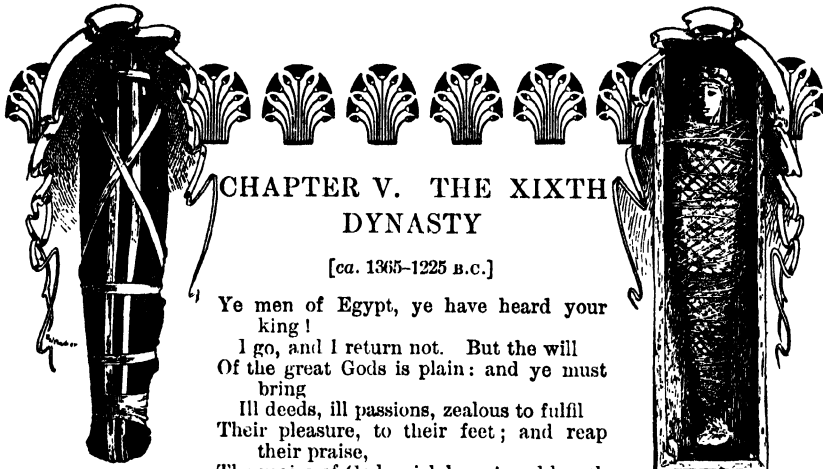 CHAPTER V. THE XIXTH
DYNASTY
[ca. 1365–1225 B.C.]
Ye men of Egypt, ye have heard your
king!
I go, and I return not. But the will
Of the great Gods is plain: and ye must
bring
Ill deeds, ill passions, zealous to fulfil
Their pleasure, to their feet; and reap
their praise,